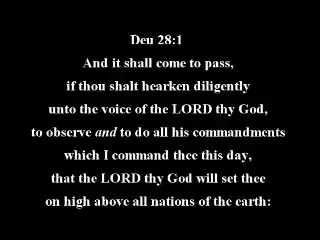 Deu 28:1
And it shall come to pass,
if thou shalt hearken diligently
unto the voice of the LORD thy God,
to observe and to do all his commandments
which I command thee this day,
that the LORD thy God will set thee
on high above all nations of the earth: